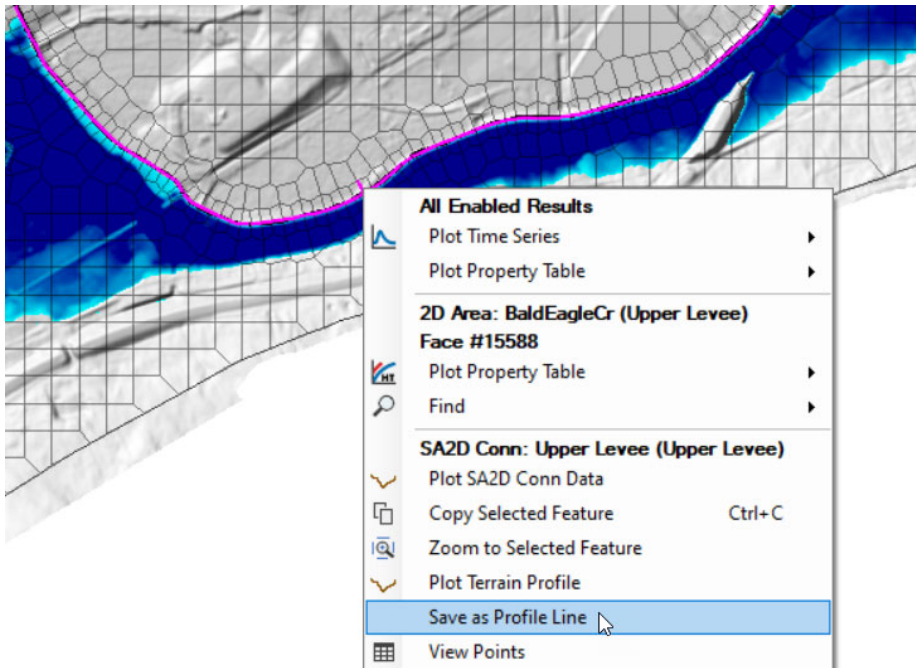 All Enabled Results
Plot Time Series
Plot Property Table
2D Area: BaldEagleCr (Upper Levee)
Face #15588
Plot Property Table
HT
Find
SA2D Conn: Upper Levee (Upper Levee)
Plot SA2D Conn Data
Copy Selected Feature Ctrl+C
Zoom to Selected Feature
Plot Terrain Profile
Save as Profile Line
View Points